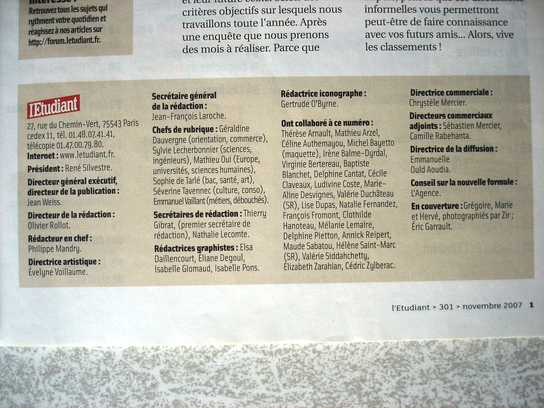 Retrouvez tous les sujets qui
rythment votre quotidien et
réagissez à nos articles sur
http://forum.letudiant.fr.
critères objectifs sur lesquels nous
travaillons toute l'année. Après
une enquête que nous prenons
des mois à réaliser. Parce que
informelles vous permettront
peut-être de faire connaissance
avec vos futurs amis... Alors, vive
les classements !
l'Etudiant
27, rue du Chemin-Vert, 75543 Paris
cedex 11, tél. 01.48.07.41.41,
télécopie 01.47.00.79.80.
Internet : www.letudiant.fr.
Président : René Silvestre.
Directeur général exécutif,
directeur de la publication :
Jean Weiss.
Directeur de la rédaction :
Olivier Rollot.
Rédacteur en chef :
Philippe Mandry.
Directrice artistique :
Évelyne Voillaume.
Secrétaire général
de la rédaction :
Jean-François Laroche.
Chefs de rubrique : Géraldine
Dauvergne (orientation, commerce),
Sylvie Lecherbonnier (sciences,
ingénieurs), Mathieu Oui (Europe,
universités, sciences humaines),
Sophie de Tarlé (bac, santé, art),
Séverine Tavennec (culture, conso),
Emmanuel Vaillant (métiers, débouchés).
Secrétaires de rédaction : Thierry
Gibrat, (premier secrétaire de
rédaction), Nathalie Lecomte.
Rédactrices graphistes : Elsa
Daillencourt, Éliane Degoul,
Isabelle Glomaud, Isabelle Pons.
Rédactrice iconographe :
Gertrude O'Byrne.
Ont collaboré à ce numéro :
Thérèse Arnault, Mathieu Arzel,
Céline Authemayou, Michel Bagetto
(maquette), Irène Balme-Dyrdal,
Virginie Bertereau, Baptiste
Blanchet, Delphine Cantat, Cécile
Claveaux, Ludivine Coste, Marie-
Aline Desvignes, Valérie Duchâteau
(SR), Lise Dupas, Natalie Fernandez,
François Fromont, Clothilde
Hanoteau, Mélanie Lemaire,
Delphine Pietton, Annick Reipert,
Maude Sabatou, Hélène Saint-Marc
(SR), Valérie Siddahchetty,
Élizabeth Zarahian, Cédric Zylberac.
Directrice commerciale :
Chrystèle Mercier.
Directeurs commerciaux
adjoints : Sébastien Mercier,
Camille Rabehanta.
Directrice de la diffusion :
Emmanuelle
Ould Aoudia.
Conseil sur la nouvelle formule :
L'Agence.
En couverture : Grégoire, Marie
et Hervé, photographiés par Zir ;
Éric Garrault.
l'Etudiant > 301 > novembre 2007 1